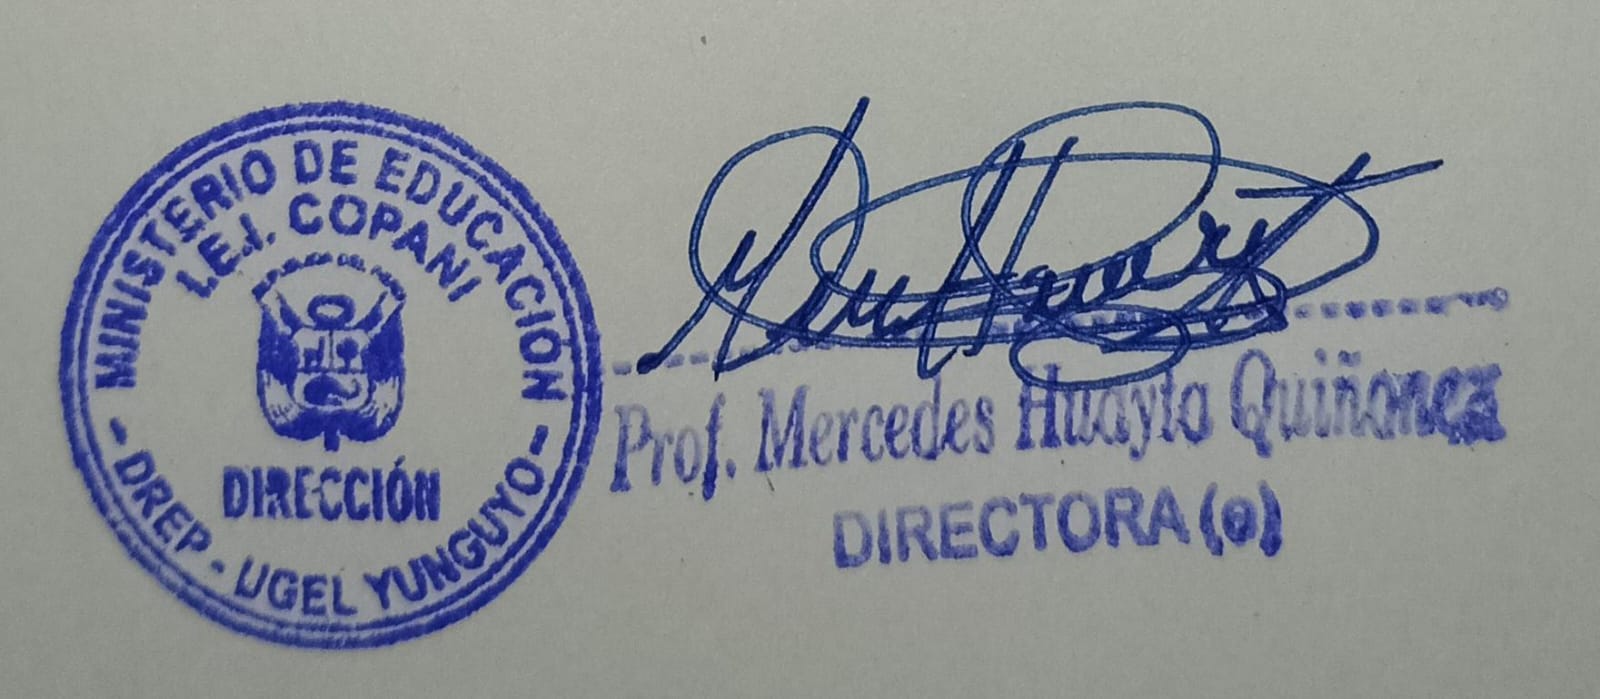 MINISTERIO DE EDUCACIÓN
I.E.I. COPANI
DIRECCIÓN
- DREP - UGEL YUNGUYO -
Prof. Mercedes Huayta Quiñonez
DIRECTORA (e)